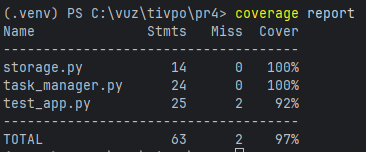 (.venv) PS C:\vuz\tivpo\pr4> coverage report
Name              Stmts   Miss  Cover
-------------------------------------
storage.py           14      0   100%
task_manager.py      24      0   100%
test_app.py          25      2    92%
-------------------------------------
TOTAL                63      2    97%